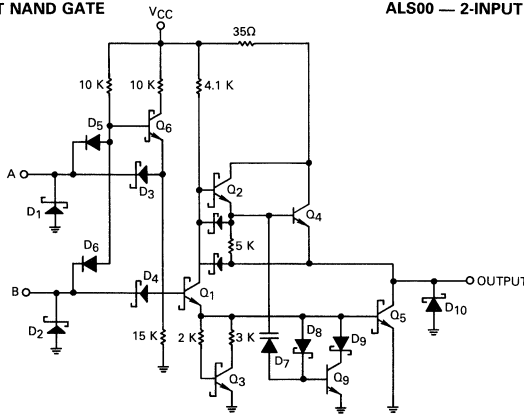 T NAND GATE
ALS00 — 2-INPUT
VCC
35Ω
10 K
10 K
4.1 K
D5
Q6
A
D3
Q2
D1
Q4
5 K
D6
D4
B
Q1
OUTPUT
D2
Q5
D10
15 K
2 K
3 K
D8
D9
D7
Q3
Q9